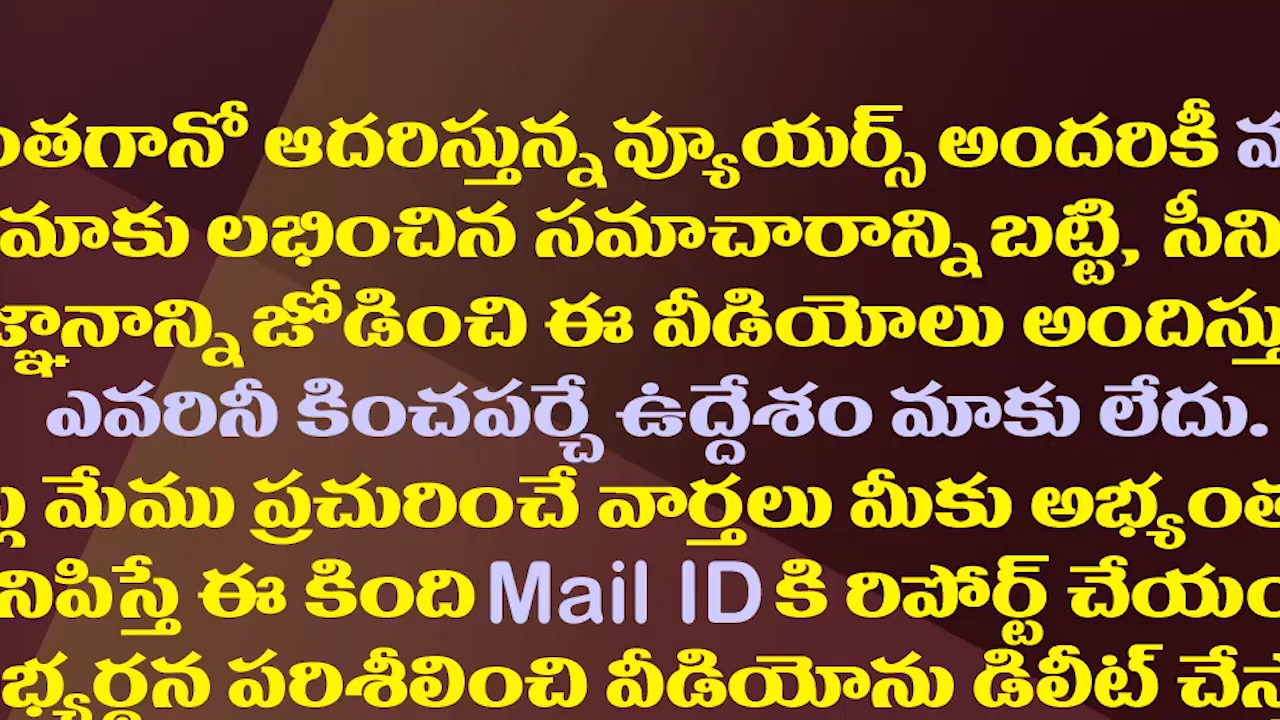 ఆదరిస్తున్న వ్యూయర్స్ అందరికీ
మాకు లభించిన సమాచారాన్ని బట్టి,
జోడించి ఈ వీడియోలు
ఎవరినీ కించపర్చే ఉద్దేశం మాకు లేదు.
మేము ప్రచురించే వార్తలు మీకు
ఈ కింది Mail ID కి రిపోర్ట్
పరిశీలించి వీడియోను డిలీట్